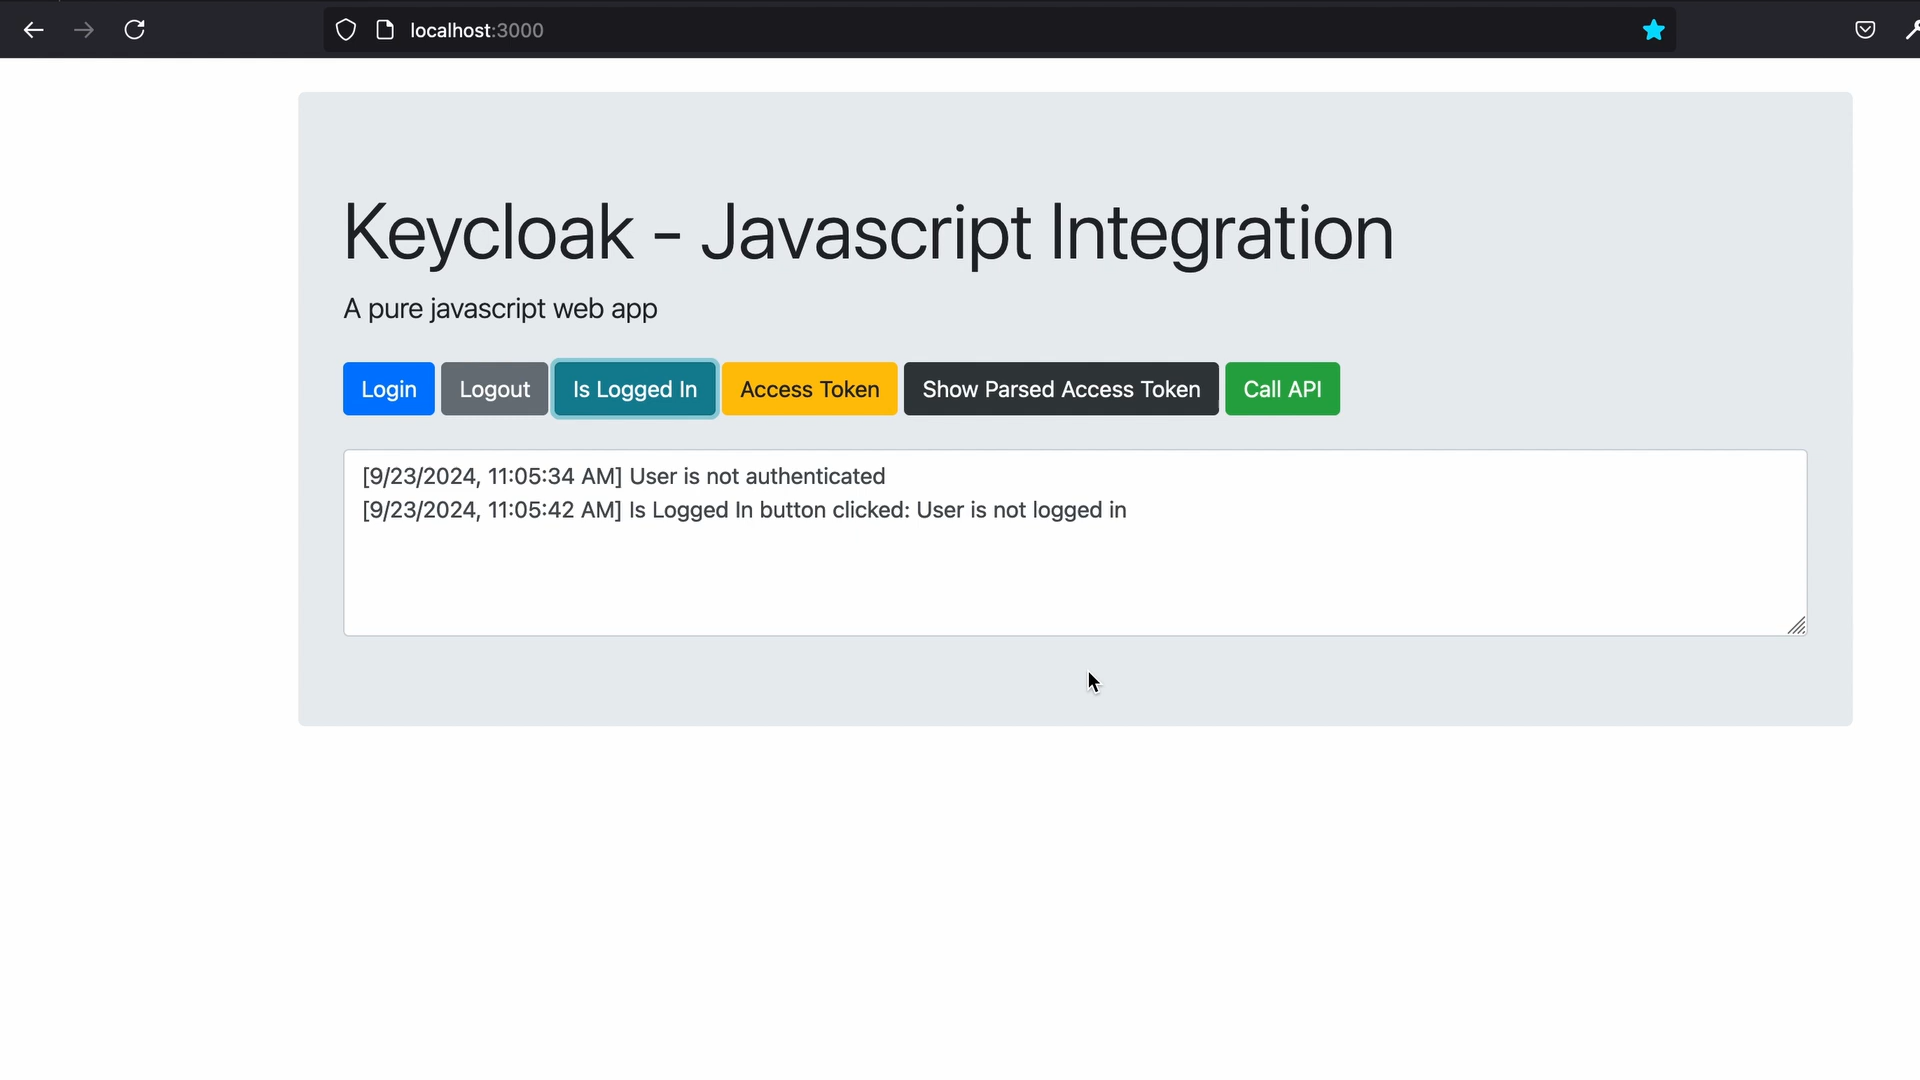 localhost:3000
Keycloak - Javascript Integration
A pure javascript web app
Login Logout Is Logged In Access Token Show Parsed Access Token Call API
[9/23/2024, 11:05:34 AM] User is not authenticated
[9/23/2024, 11:05:42 AM] Is Logged In button clicked: User is not logged in